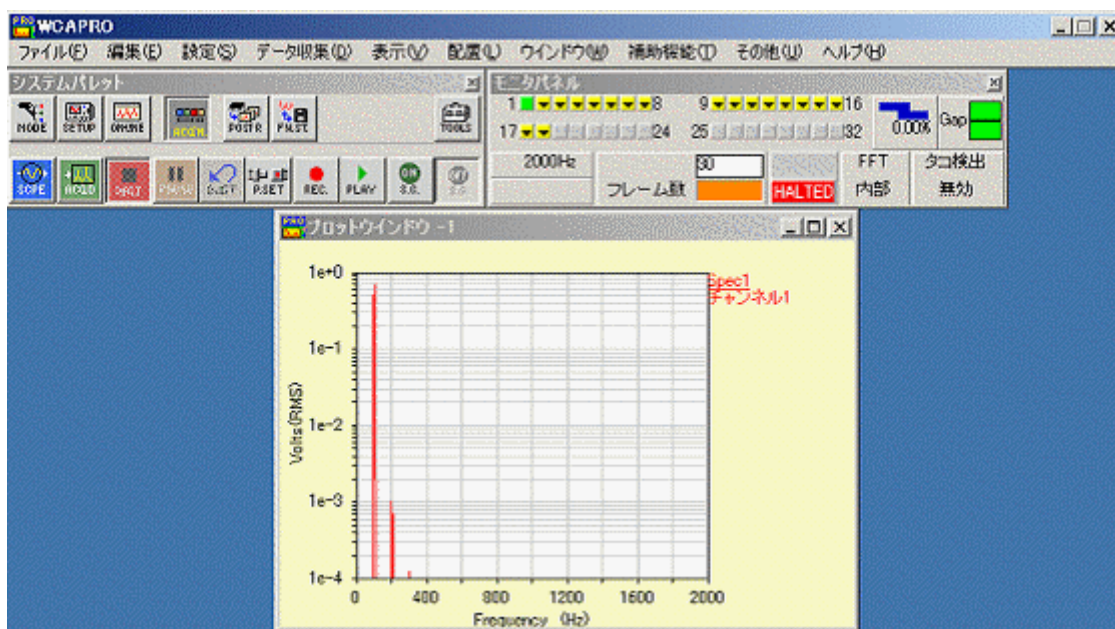 WCAPRO
ファイル(F) 編集(E) 設定(S) データ収集(D) 表示(V) 配置(L) ウインドウ(W) 補助機能(T) その他(U) ヘルプ(H)
システムパレット
MODE SETUP ONLINE POSTR TOOLS
SCOPE HALT P.SET REC. PLAY ON
モニタパネル
1 8 9 16
17 24 25 32
0.00% Gap
2000Hz 90 FFT タコ検出
フレーム数 HALTED 内部 無効
プロットウインドウ -1
Spec1
チャンネル1
Volts(RMS)
1e+0
1e-1
1e-2
1e-3
1e-4
0 400 800 1200 1600 2000
Frequency (Hz)